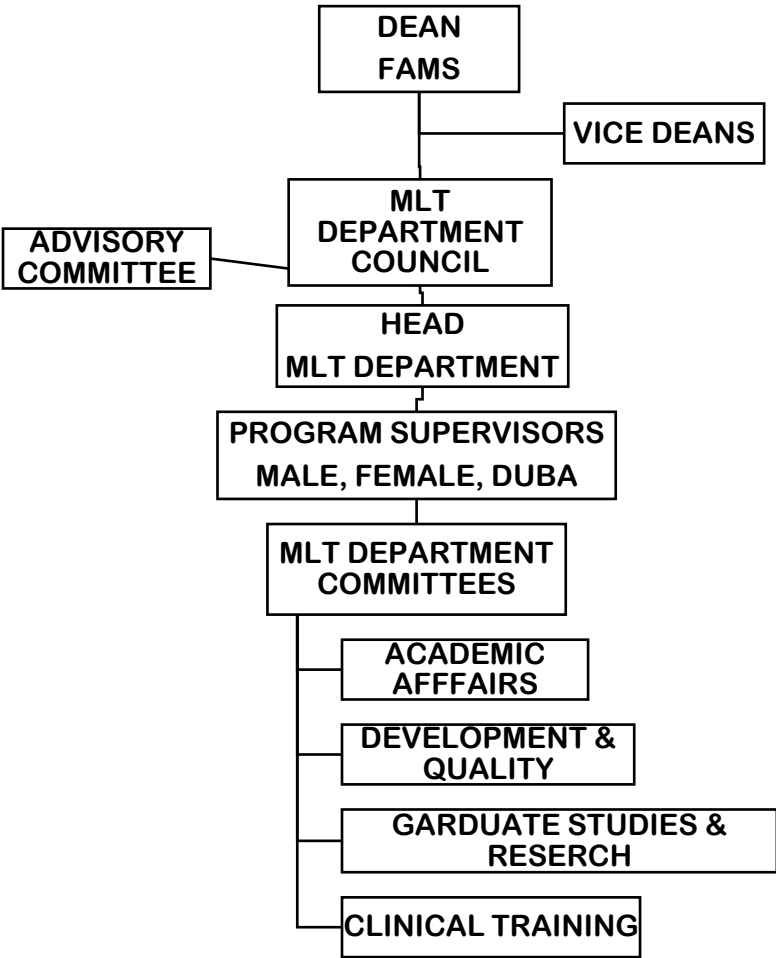 DEAN
FAMS
VICE DEANS
MLT
DEPARTMENT
COUNCIL
ADVISORY
COMMITTEE
HEAD
MLT DEPARTMENT
PROGRAM SUPERVISORS
MALE, FEMALE, DUBA
MLT DEPARTMENT
COMMITTEES
ACADEMIC
AFFFAIRS
DEVELOPMENT &
QUALITY
GARDUATE STUDIES &
RESERCH
CLINICAL TRAINING